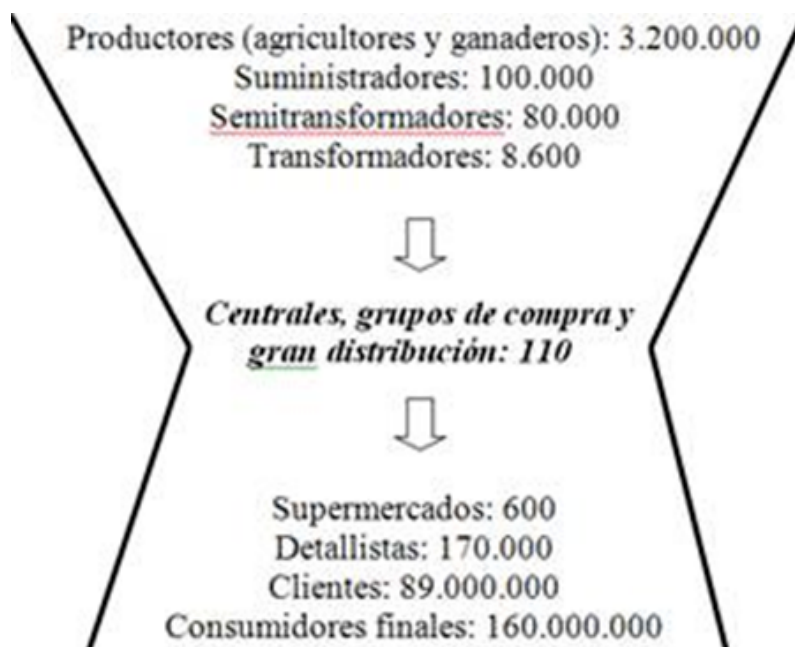 Productores (agricultores y ganaderos): 3.200.000
Suministradores: 100.000
Semitransformadores: 80.000
Transformadores: 8.600
Centrales, grupos de compra y
gran distribución: 110
Supermercados: 600
Detallistas: 170.000
Clientes: 89.000.000
Consumidores finales: 160.000.000